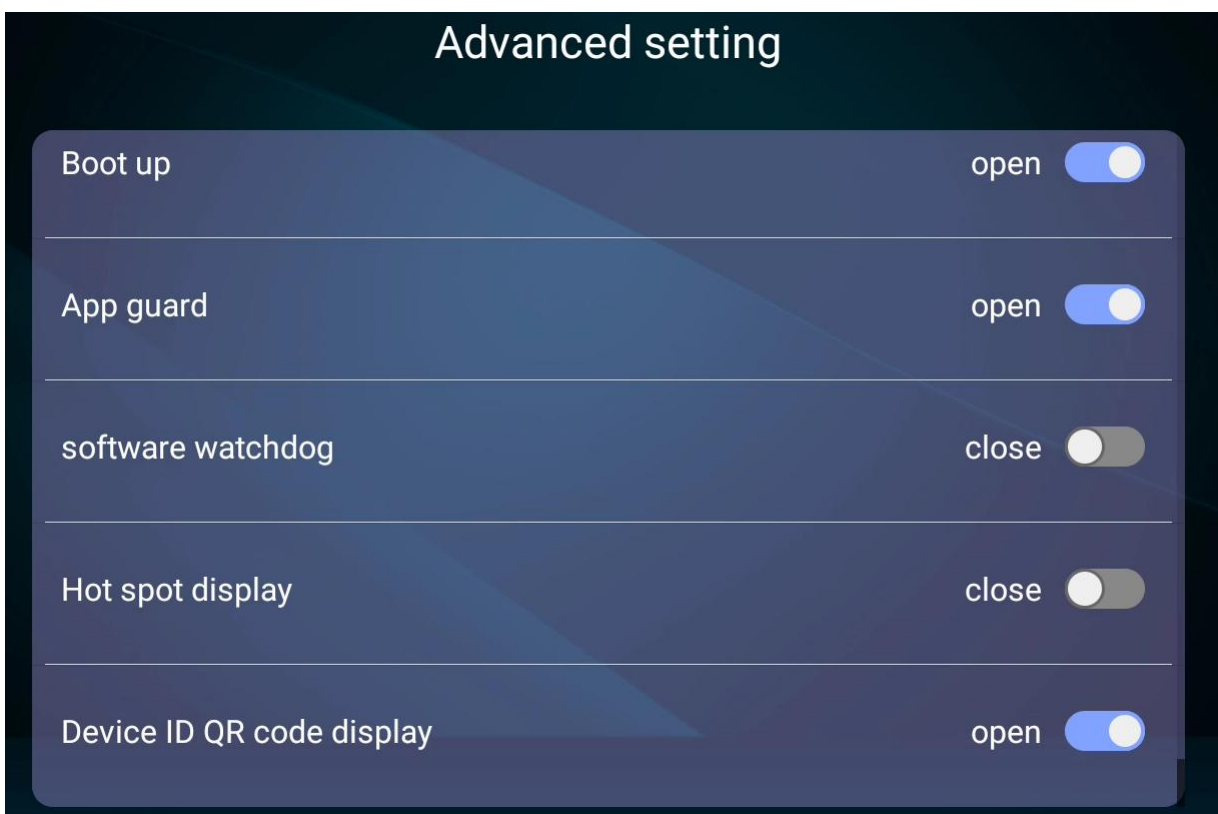 Advanced setting
Boot up open
App guard open
software watchdog close
Hot spot display close
Device ID QR code display open